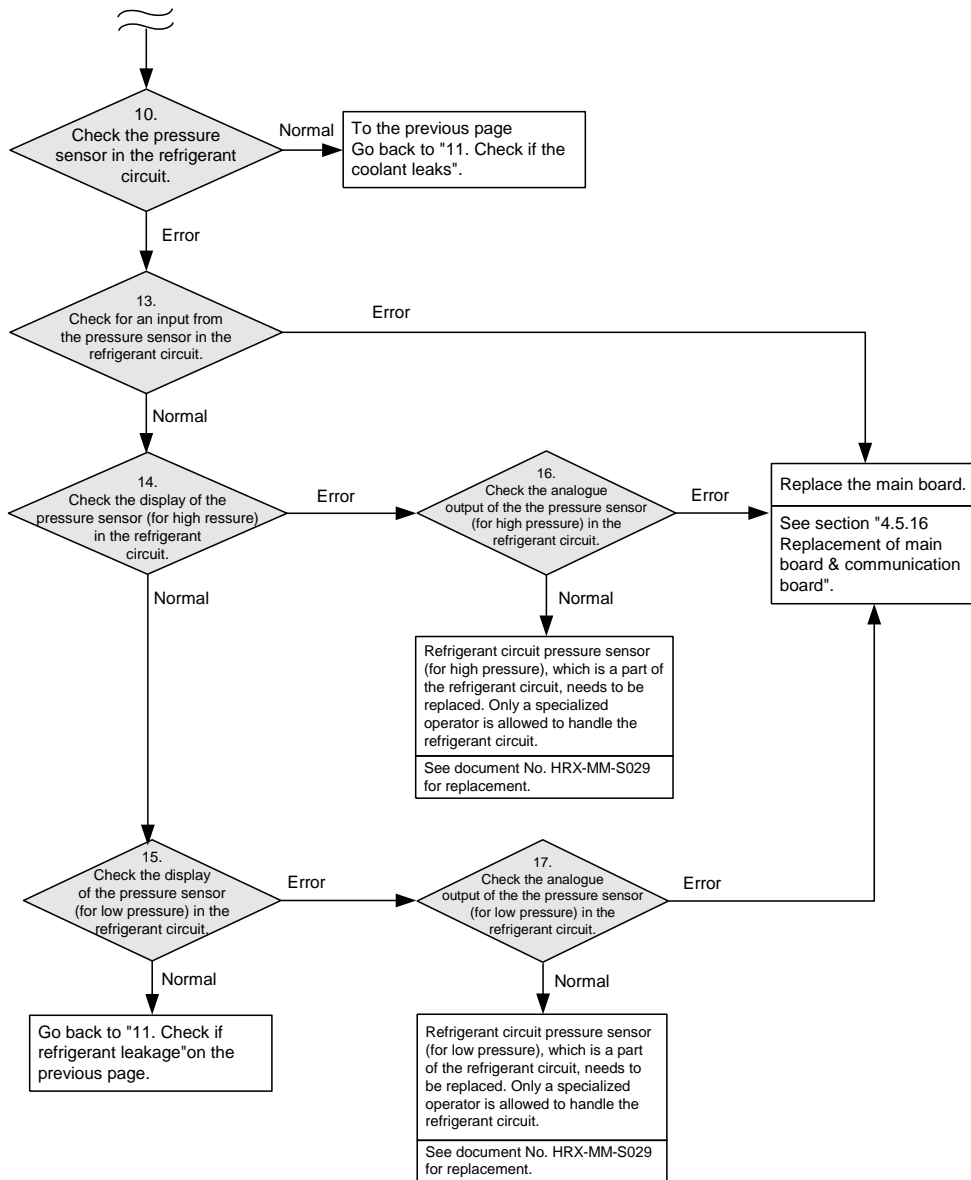 10.
Check the pressure
sensor in the refrigerant
circuit.
Normal
To the previous page
Go back to "11. Check if the
coolant leaks".
Error
13.
Check for an input from
the pressure sensor in the
refrigerant circuit.
Error
Normal
14.
Check the display of the
pressure sensor (for high ressure)
in the refrigerant
circuit.
Error
16.
Check the analogue
output of the the pressure sensor
(for high pressure) in the
refrigerant circuit.
Error
Replace the main board.
See section "4.5.16
Replacement of main
board & communication
board".
Normal
Normal
Refrigerant circuit pressure sensor
(for high pressure), which is a part of
the refrigerant circuit, needs to be
replaced. Only a specialized
operator is allowed to handle the
refrigerant circuit.
See document No. HRX-MM-S029
for replacement.
15.
Check the display
of the pressure sensor
(for low pressure) in the
refrigerant circuit.
Error
17.
Check the analogue
output of the the pressure sensor
(for low pressure) in the
refrigerant circuit.
Error
Normal
Normal
Go back to "11. Check if
refrigerant leakage"on the
previous page.
Refrigerant circuit pressure sensor
(for low pressure), which is a part
of the refrigerant circuit, needs to
be replaced. Only a specialized
operator is allowed to handle the
refrigerant circuit.
See document No. HRX-MM-S029
for replacement.